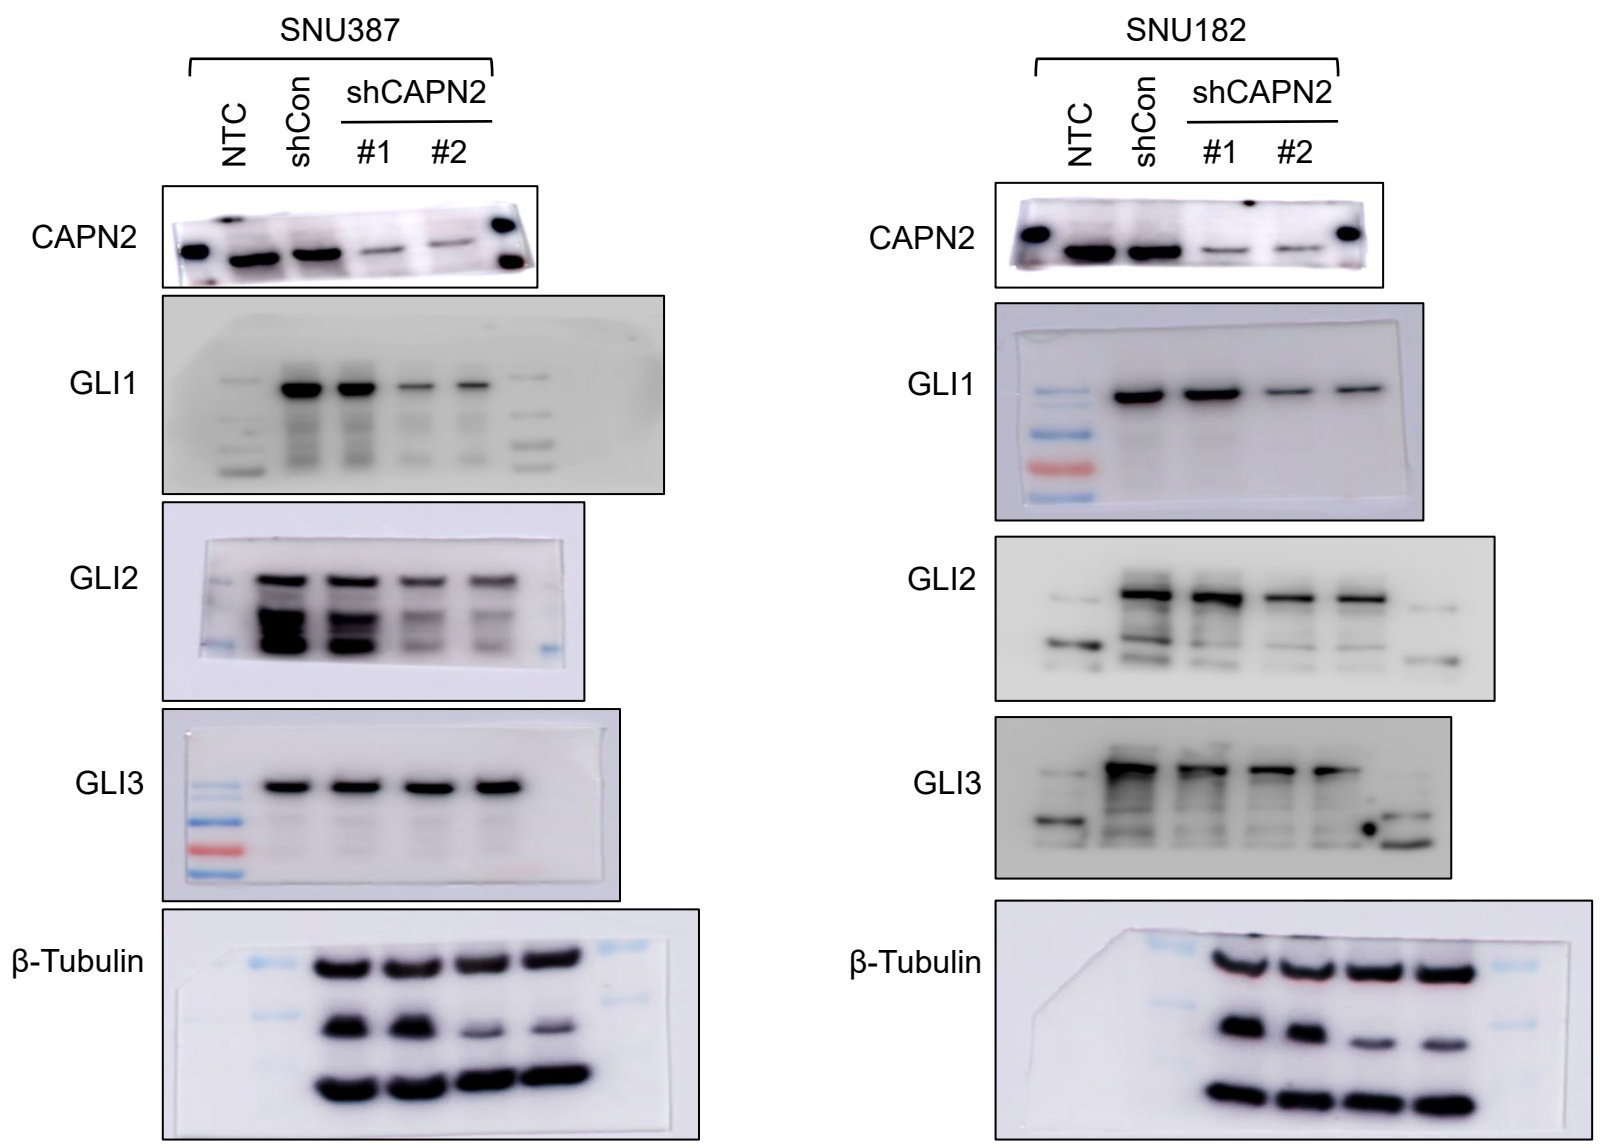 SNU387
NTC
shCon
shCAPN2
#1 #2
CAPN2
GLI1
GLI2
GLI3
β-Tubulin
SNU182
NTC
shCon
shCAPN2
#1 #2
CAPN2
GLI1
GLI2
GLI3
β-Tubulin